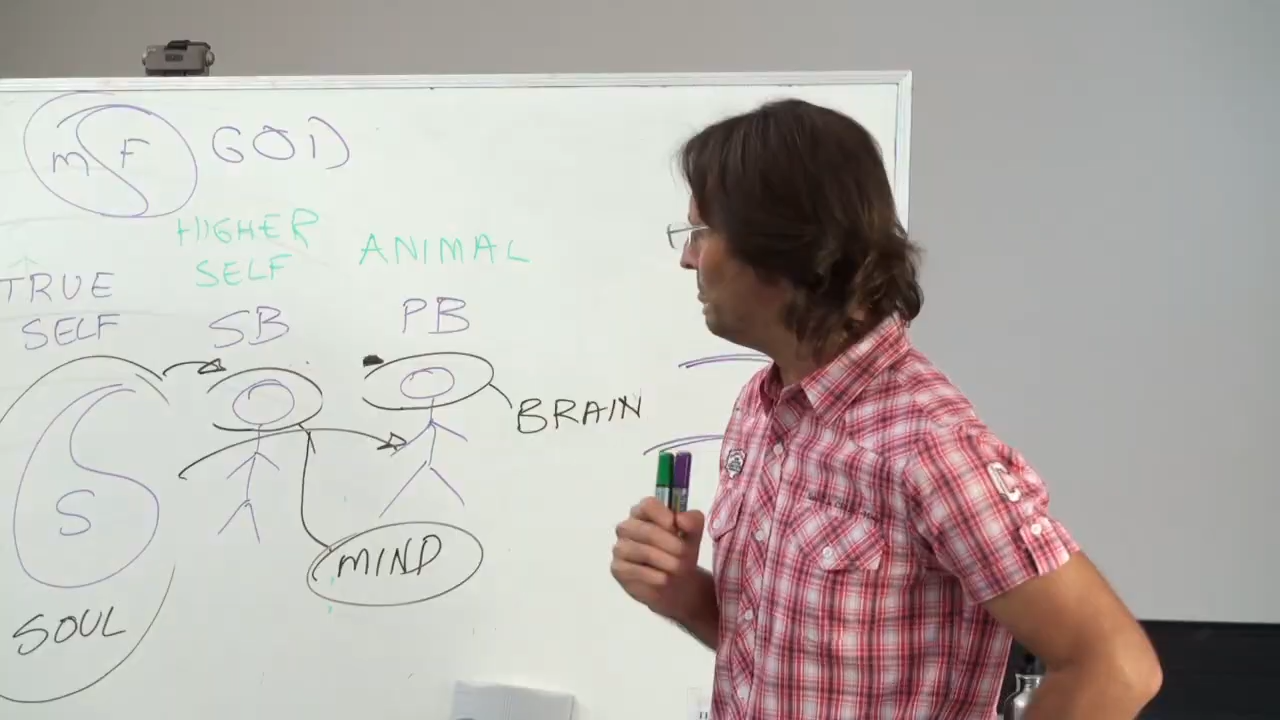 M F GOD
HIGHER
SELF
ANIMAL
TRUE
SELF
SB
PB
BRAIN
S
MIND
SOUL
C